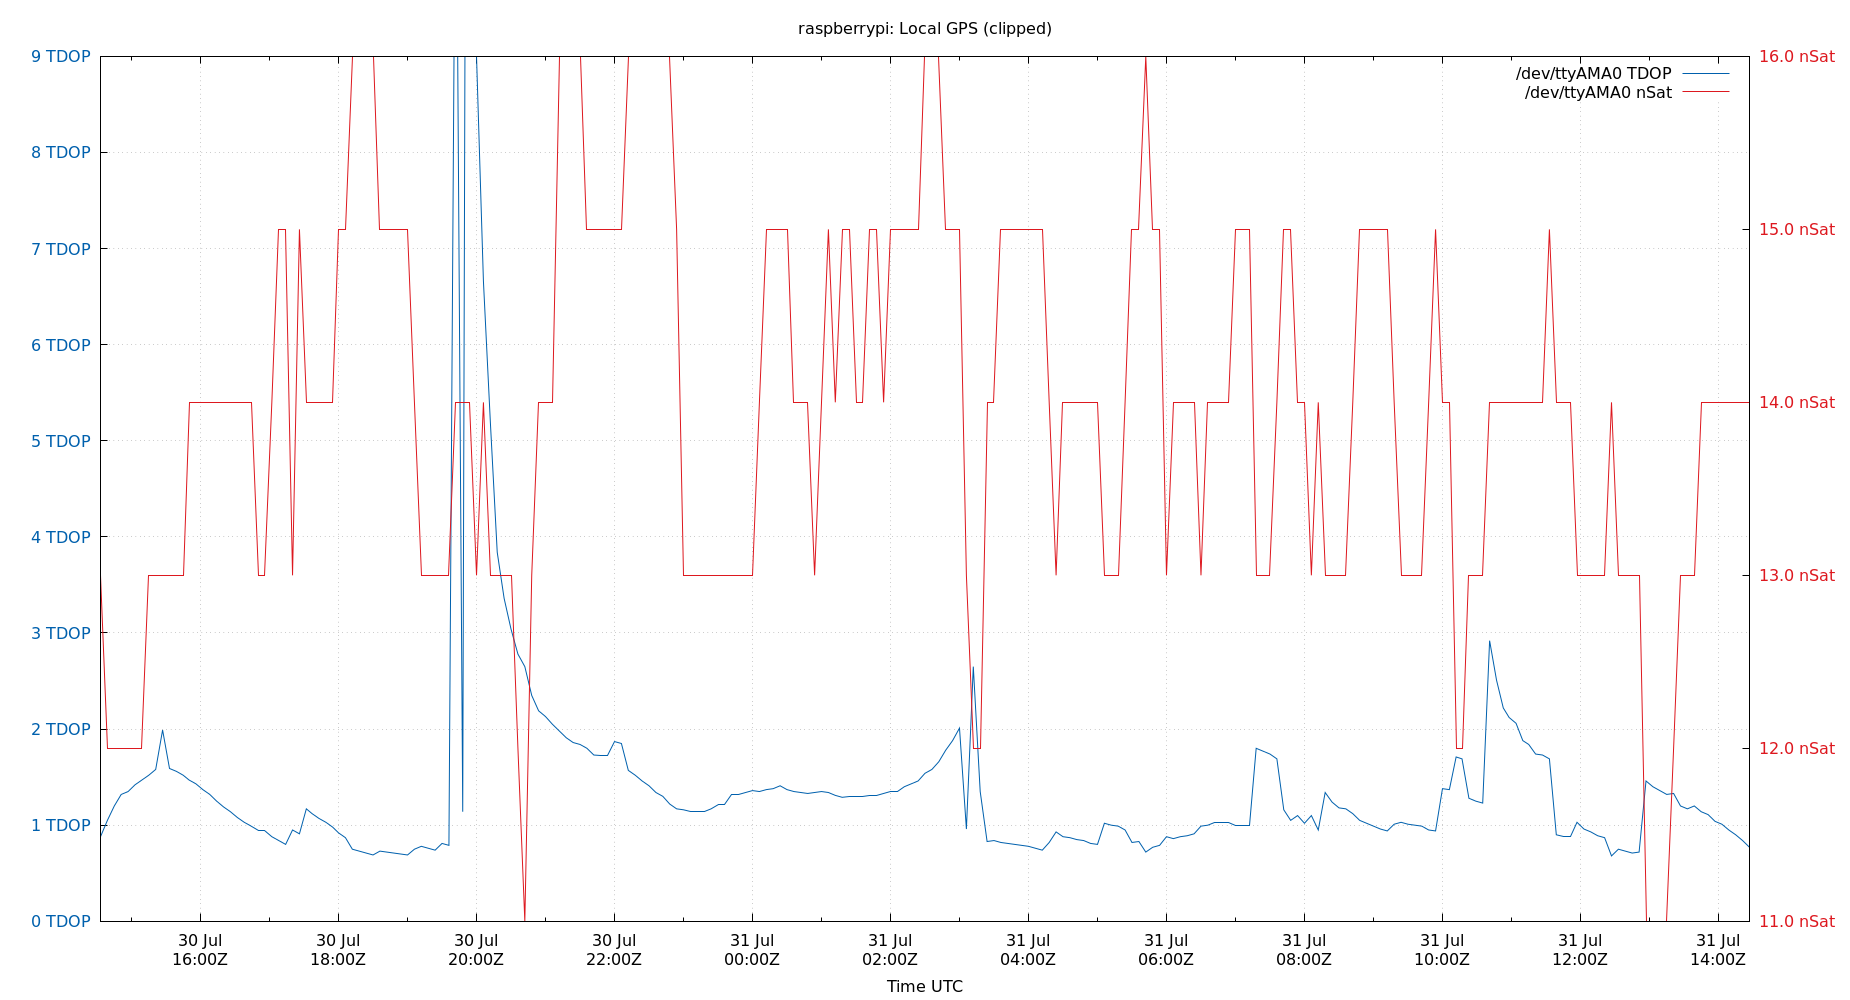 raspberrypi: Local GPS (clipped)
9 TDOP
8 TDOP
7 TDOP
6 TDOP
5 TDOP
4 TDOP
3 TDOP
2 TDOP
1 TDOP
0 TDOP
16.0 nSat
15.0 nSat
14.0 nSat
13.0 nSat
12.0 nSat
11.0 nSat
/dev/ttyAMA0 TDOP
/dev/ttyAMA0 nSat
30 Jul
16:00Z
30 Jul
18:00Z
30 Jul
20:00Z
30 Jul
22:00Z
31 Jul
00:00Z
31 Jul
02:00Z
31 Jul
04:00Z
31 Jul
06:00Z
31 Jul
08:00Z
31 Jul
10:00Z
31 Jul
12:00Z
31 Jul
14:00Z
Time UTC